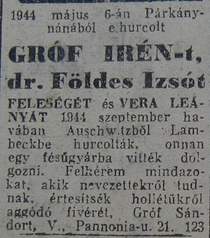 1944 május 6-án Párkány-
nánából elhurcolt
GRÓF IRÉN-t,
dr. Földes Izsót
FELESÉGÉT és VERA LEÁ-
NYÁT 1944 szeptember ha-
vában Auschwitzből Lam-
beckbe hurcolták, onnan
egy fésűgyárba vitték dol-
gozni. Felkérem mindazo-
kat, akik nevezettekről tud-
nak, értesítsék hollétükről
aggódó fivérét, Gróf Sán-
dort, V., Pannonia-u. 21. 123